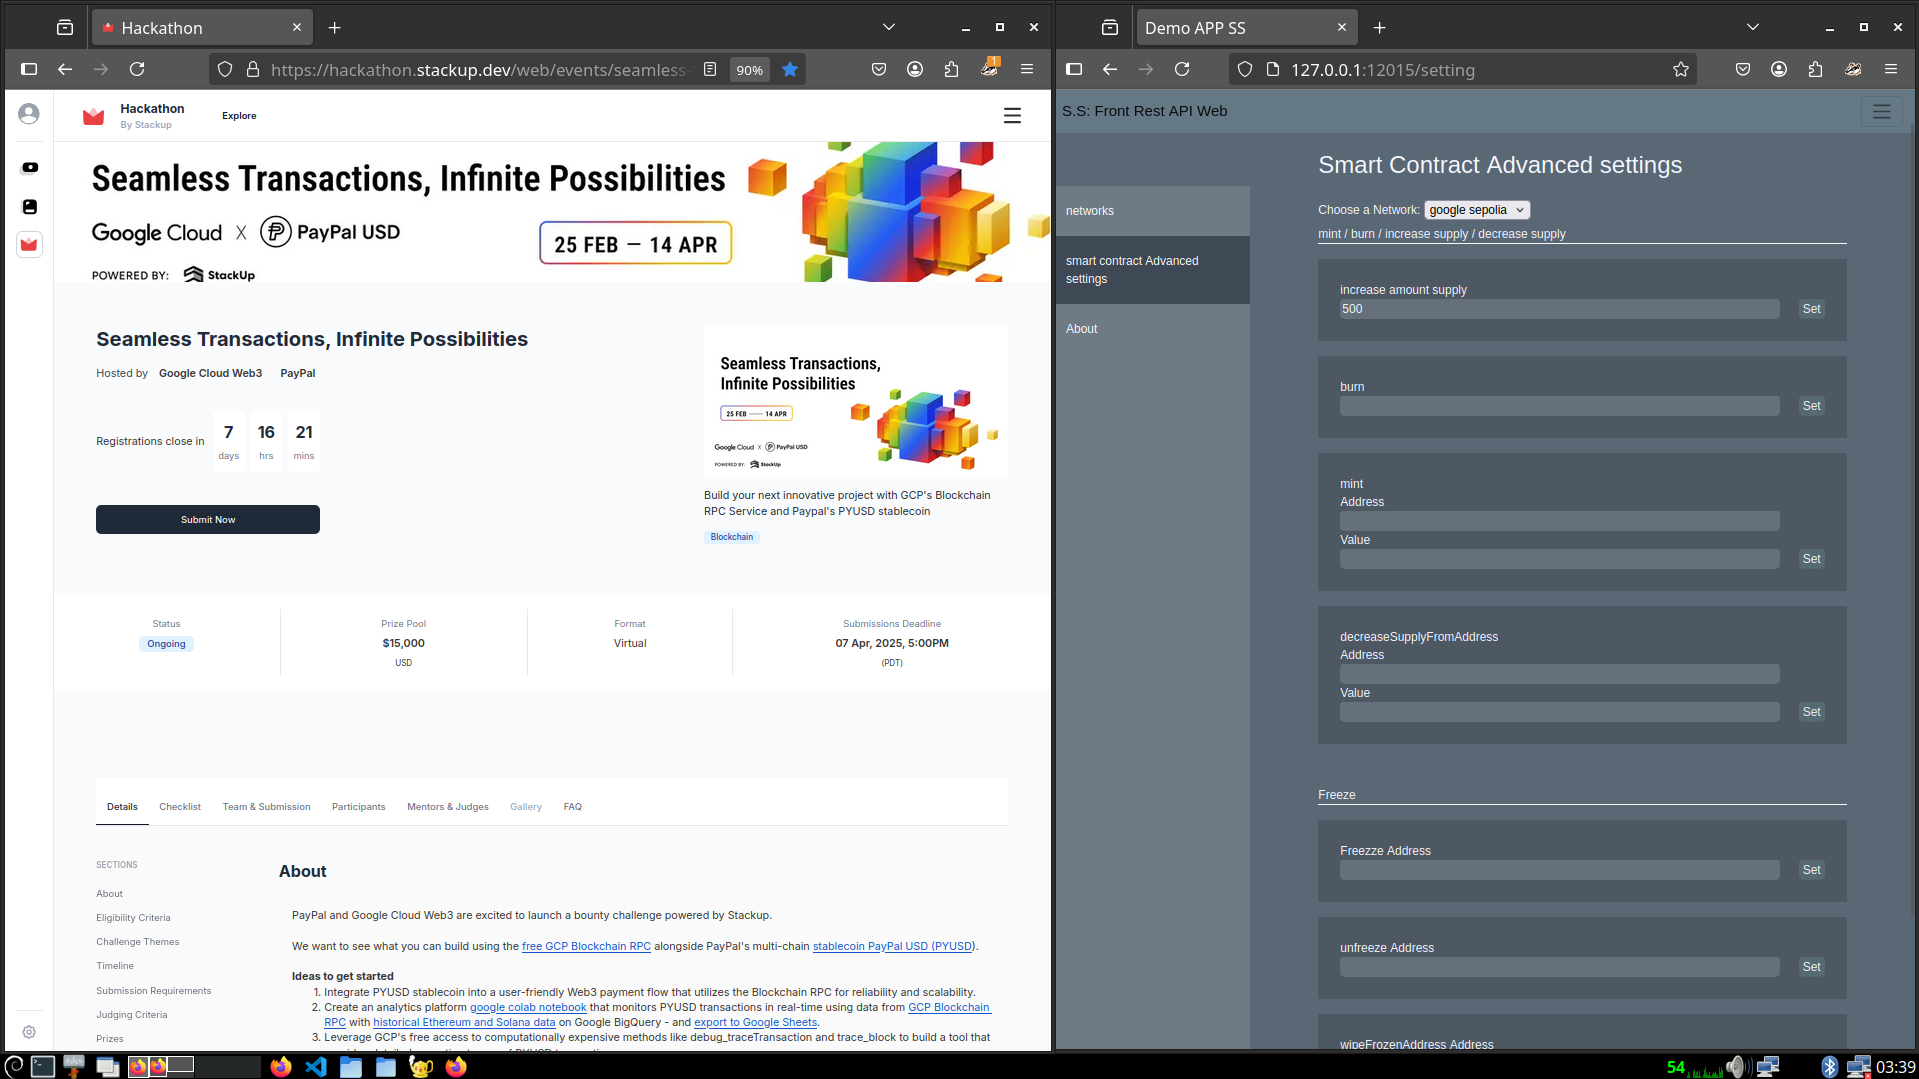 Hackathon
https://hackathon.stackup.dev/web/events/seamless-
90%
1
Hackathon
By Stackup
Explore
Seamless Transactions, Infinite Possibilities
Google Cloud X PayPal USD
25 FEB — 14 APR
POWERED BY: StackUp
Seamless Transactions, Infinite Possibilities
Hosted by Google Cloud Web3 PayPal
Registrations close in
7 16 21
days hrs mins
Submit Now
Seamless Transactions,
Infinite Possibilities
25 FEB — 14 APR
Google Cloud X PayPal USD
POWERED BY: StackUp
Build your next innovative project with GCP's Blockchain
RPC Service and Paypal's PYUSD stablecoin
Blockchain
Status
Ongoing
Prize Pool
$15,000
USD
Format
Virtual
Submissions Deadline
07 Apr, 2025, 5:00PM
(PDT)
Details Checklist Team & Submission Participants Mentors & Judges Gallery FAQ
SECTIONS
About
Eligibility Criteria
Challenge Themes
Timeline
Submission Requirements
Judging Criteria
Prizes
About
PayPal and Google Cloud Web3 are excited to launch a bounty challenge powered by Stackup.
We want to see what you can build using the free GCP Blockchain RPC alongside PayPal's multi-chain stablecoin PayPal USD (PYUSD).
Ideas to get started
1. Integrate PYUSD stablecoin into a user-friendly Web3 payment flow that utilizes the Blockchain RPC for reliability and scalability.
2. Create an analytics platform google colab notebook that monitors PYUSD transactions in real-time using data from GCP Blockchain
RPC with historical Ethereum and Solana data on Google BigQuery - and export to Google Sheets.
3. Leverage GCP's free access to computationally expensive methods like debug_traceTransaction and trace_block to build a tool that
Demo APP SS
127.0.0.1:12015/setting
S.S: Front Rest API Web
networks
smart contract Advanced
settings
About
Smart Contract Advanced settings
Choose a Network: google sepolia
mint / burn / increase supply / decrease supply
increase amount supply
500 Set
burn
Set
mint
Address
Value
Set
decreaseSupplyFromAddress
Address
Value
Set
Freeze
Freezze Address
Set
unfreeze Address
Set
wipeFrozenAddress Address
54
03:39